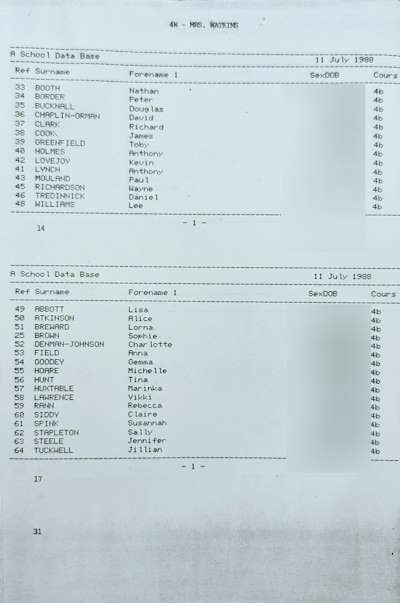 4W - MRS. WATKINS
A School Data Base 11 July 1988
Ref Surname Forename 1 SexDOB Cours
33 BOOTH Nathan 4b
34 BORDER Peter 4b
35 BUCKNALL Douglas 4b
36 CHAPLIN-ORMAN David 4b
37 CLARK Richard 4b
38 COOK James 4b
39 GREENFIELD Toby 4b
40 HOLMES Anthony 4b
42 LOVEJOY Kevin 4b
41 LYNCH Anthony 4b
43 MOULAND Paul 4b
45 RICHARDSON Wayne 4b
46 TREDINNICK Daniel 4b
48 WILLIAMS Lee 4b
- 1 -
14
A School Data Base 11 July 1988
Ref Surname Forename 1 SexDOB Cours
49 ABBOTT Lisa 4b
50 ATKINSON Alice 4b
51 BREWARD Lorna 4b
25 BROWN Sophie 4b
52 DENMAN-JOHNSON Charlotte 4b
53 FIELD Anna 4b
54 GOODEY Gemma 4b
55 HOARE Michelle 4b
56 HUNT Tina 4b
57 HUXTABLE Marinka 4b
58 LAWRENCE Vikki 4b
59 RANN Rebecca 4b
60 SIDDY Claire 4b
61 SPINK Susannah 4b
62 STAPLETON Sally 4b
63 STEELE Jennifer 4b
64 TUCKWELL Jillian 4b
- 1 -
17
31